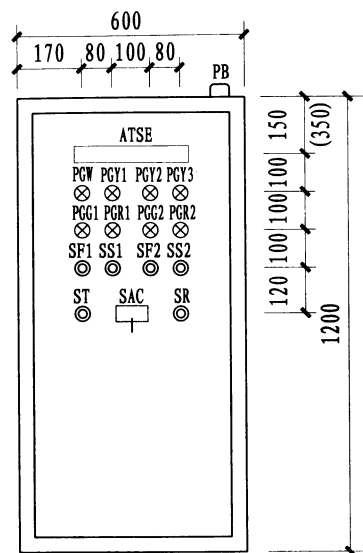 600
170 80 100 80
PB
ATSE
PGW PGY1 PGY2 PGY3
PGG1 PGR1 PGG2 PGR2
SF1 SS1 SF2 SS2
ST SAC SR
150
(350)
100
100
100
120
1200